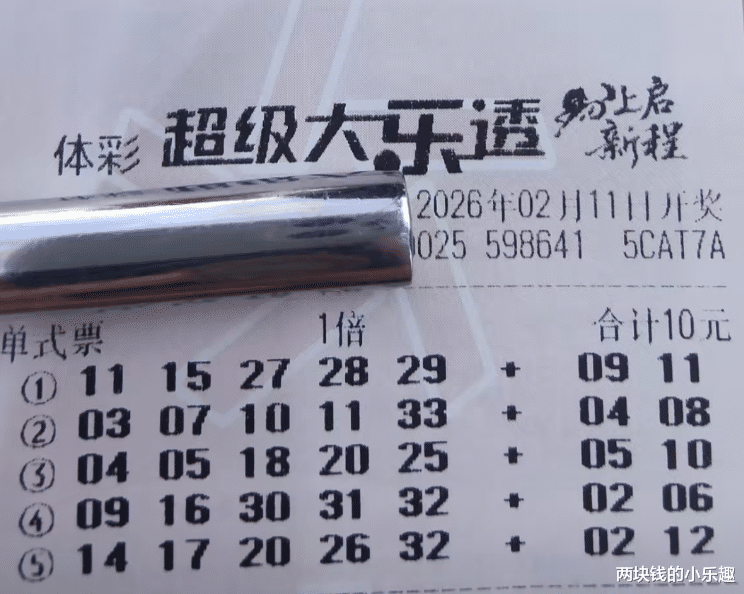 体彩 超级大乐透 上启
新程
2026年02月11日开奖
025 598641 5CAT7A
单式票 1倍 合计10元
① 11 15 27 28 29 + 09 11
② 03 07 10 11 33 + 04 08
③ 04 05 18 20 25 + 05 10
④ 09 16 30 31 32 + 02 06
⑤ 14 17 20 26 32 + 02 12
两块钱的小乐趣